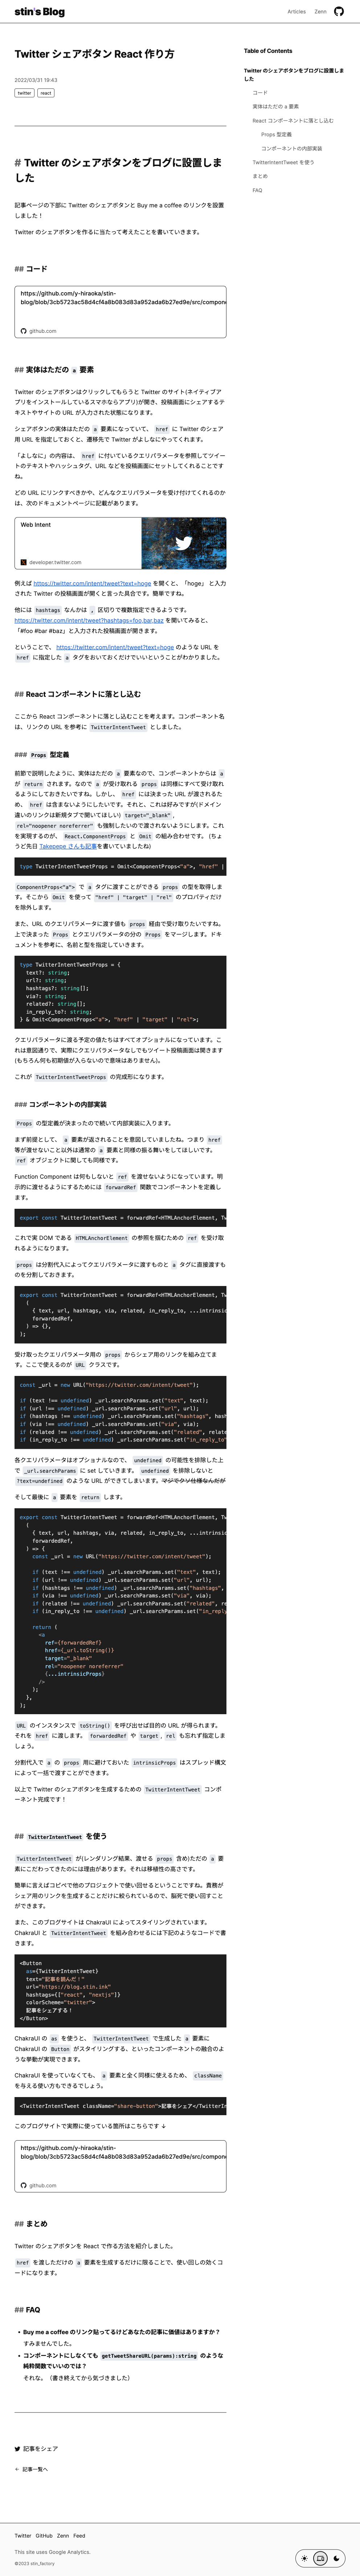 stin's Blog
Articles Zenn
Twitter シェアボタン React 作り方
2022/03/31 19:43
twitter react
Table of Contents
Twitter のシェアボタンをブログに設置しま
した
コード
実体はただの a 要素
React コンポーネントに落とし込む
Props 型定義
コンポーネントの内部実装
TwitterIntentTweet を使う
まとめ
FAQ
# Twitter のシェアボタンをブログに設置しま
した
記事ページの下部に Twitter のシェアボタンと Buy me a coffee のリンクを設置
しました！
Twitter のシェアボタンを作るに当たって考えたことを書いていきます。
## コード
https://github.com/y-hiraoka/stin-
blog/blob/3cb5723ac58d4cf4a8b083d83a952ada6b27ed9e/src/compone
github.com
## 実体はただの a 要素
Twitter のシェアボタンはクリックしてもらうと Twitter のサイト(ネイティブア
プリをインストールしているスマホならアプリ)が開き、投稿画面にシェアするテ
キストやサイトの URL が入力された状態になります。
シェアボタンの実体はただの a 要素になっていて、 href に Twitter のシェア
用 URL を指定しておくと、遷移先で Twitter がよしなにやってくれます。
「よしなに」の内容は、 href に付いているクエリパラメータを参照してツイー
トのテキストやハッシュタグ、URL などを投稿画面にセットしてくれることです
ね。
どの URL にリンクすべきかや、どんなクエリパラメータを受け付けてくれるのか
は、次のドキュメントページに記載があります。
Web Intent
developer.twitter.com
例えば https://twitter.com/intent/tweet?text=hoge を開くと、「hoge」 と入力
された Twitter の投稿画面が開くと言った具合です。簡単ですね。
他には hashtags なんかは , 区切りで複数指定できるようです。
https://twitter.com/intent/tweet?hashtags=foo,bar,baz を開いてみると、
「#foo #bar #baz」と入力された投稿画面が開きます。
ということで、 https://twitter.com/intent/tweet?text=hoge のような URL を
href に指定した a タグをおいておくだけでいいということがわかりました。
## React コンポーネントに落とし込む
ここから React コンポーネントに落とし込むことを考えます。コンポーネント名
は、リンクの URL を参考に TwitterIntentTweet としました。
### Props 型定義
前節で説明したように、実体はただの a 要素なので、コンポーネントからは a
が return されます。なので a が受け取れる props は同様にすべて受け取れ
るようにしておきたいですね。しかし、 href には決まった URL が渡されるた
め、 href は含まないようにしたいです。それと、これは好みですが(ドメイン
違いのリンクは新規タブで開いてほしい) target="_blank" ,
rel="noopener noreferrer" も強制したいので渡されないようにします。これ
を実現するのが、 React.ComponentProps と Omit の組み合わせです。（ちょ
うど先日 Takepepe さんも記事を書いていましたね）
type TwitterIntentTweetProps = Omit<ComponentProps<"a">, "href" |
ComponentProps<"a"> で a タグに渡すことができる props の型を取得しま
す。そこから Omit を使って "href" | "target" | "rel" のプロパティだけ
を除外します。
また、URL のクエリパラメータに渡す値も props 経由で受け取りたいですね。
上で決まった Props とクエリパラメータの分の Props をマージします。ドキ
ュメントを参考に、名前と型を指定していきます。
type TwitterIntentTweetProps = {
text?: string;
url?: string;
hashtags?: string[];
via?: string;
related?: string[];
in_reply_to?: string;
} & Omit<ComponentProps<"a">, "href" | "target" | "rel">;
クエリパラメータに渡る予定の値たちはすべてオプショナルになっています。こ
れは意図通りで、実際にクエリパラメータなしでもツイート投稿画面は開きます
(もちろん何も初期値が入らないので意味はありません)。
これが TwitterIntentTweetProps の完成形になります。
### コンポーネントの内部実装
Props の型定義が決まったので続いて内部実装に入ります。
まず前提として、 a 要素が返されることを意図していましたね。つまり href
等が渡せないこと以外は通常の a 要素と同様の振る舞いをしてほしいです。
ref オブジェクトに関しても同様です。
Function Component は何もしないと ref を渡せないようになっています。明
示的に渡せるようにするためには forwardRef 関数でコンポーネントを定義し
ます。
export const TwitterIntentTweet = forwardRef<HTMLAnchorElement, Tw
これで実 DOM である HTMLAnchorElement の参照を掴むための ref を受け取
れるようになります。
props は分割代入によってクエリパラメータに渡すものと a タグに直接渡すも
のを分割しておきます。
export const TwitterIntentTweet = forwardRef<HTMLAnchorElement, Tw
(
{ text, url, hashtags, via, related, in_reply_to, ...intrinsic
forwardedRef,
) => {},
);
受け取ったクエリパラメータ用の props からシェア用のリンクを組み立てま
す。ここで使えるのが URL クラスです。
const _url = new URL("https://twitter.com/intent/tweet");
if (text !== undefined) _url.searchParams.set("text", text);
if (url !== undefined) _url.searchParams.set("url", url);
if (hashtags !== undefined) _url.searchParams.set("hashtags", hash
if (via !== undefined) _url.searchParams.set("via", via);
if (related !== undefined) _url.searchParams.set("related", relate
if (in_reply_to !== undefined) _url.searchParams.set("in_reply_to"
各クエリパラメータはオプショナルなので、 undefined の可能性を排除した上
で _url.searchParams に set していきます。 undefined を排除しないと
?text=undefined のような URL ができてしまいます。マジでクソ仕様なんだが
そして最後に a 要素を return します。
export const TwitterIntentTweet = forwardRef<HTMLAnchorElement, Tw
(
{ text, url, hashtags, via, related, in_reply_to, ...intrinsic
forwardedRef,
) => {
const _url = new URL("https://twitter.com/intent/tweet");
if (text !== undefined) _url.searchParams.set("text", text);
if (url !== undefined) _url.searchParams.set("url", url);
if (hashtags !== undefined) _url.searchParams.set("hashtags",
if (via !== undefined) _url.searchParams.set("via", via);
if (related !== undefined) _url.searchParams.set("related", re
if (in_reply_to !== undefined) _url.searchParams.set("in_reply
return (
<a
ref={forwardedRef}
href={_url.toString()}
target="_blank"
rel="noopener noreferrer"
{...intrinsicProps}
/>
);
},
);
URL のインスタンスで toString() を呼び出せば目的の URL が得られます。
それを href に渡します。 forwardedRef や target , rel も忘れず指定しま
しょう。
分割代入で a の props 用に避けておいた intrinsicProps はスプレッド構文
によって一括で渡すことができます。
以上で Twitter のシェアボタンを生成するための TwitterIntentTweet コンポ
ーネント完成です！
## TwitterIntentTweet を使う
TwitterIntentTweet が(レンダリング結果、渡せる props 含め)ただの a 要
素にこだわってきたのには理由があります。それは移植性の高さです。
簡単に言えばコピペで他のプロジェクトで使い回せるということですね。責務が
シェア用のリンクを生成することだけに絞られているので、脳死で使い回すこと
ができます。
また、このブログサイトは ChakraUI によってスタイリングされています。
ChakraUI と TwitterIntentTweet を組み合わせるには下記のようなコードで書
きます。
<Button
as={TwitterIntentTweet}
text="記事を読んだ！"
url="https://blog.stin.ink"
hashtags={["react", "nextjs"]}
colorScheme="twitter">
記事をシェアする！
</Button>
ChakraUI の as を使うと、 TwitterIntentTweet で生成した a 要素に
ChakraUI の Button がスタイリングする、といったコンポーネントの融合のよ
うな挙動が実現できます。
ChakraUI を使っていなくても、 a 要素と全く同様に使えるため、 className
を与える使い方もできるでしょう。
<TwitterIntentTweet className="share-button">記事をシェア</TwitterIn
このブログサイトで実際に使っている箇所はこちらです ↓
https://github.com/y-hiraoka/stin-
blog/blob/3cb5723ac58d4cf4a8b083d83a952ada6b27ed9e/src/compone
github.com
## まとめ
Twitter のシェアボタンを React で作る方法を紹介しました。
href を渡しただけの a 要素を生成するだけに限ることで、使い回しの効くコ
ードになります。
## FAQ
• Buy me a coffee のリンク貼ってるけどあなたの記事に価値はありますか？
すみませんでした。
• コンポーネントにしなくても getTweetShareURL(params):string のような
純粋関数でいいのでは？
それな。（書き終えてから気づきました）
記事をシェア
← 記事一覧へ
Twitter GitHub Zenn Feed
This site uses Google Analytics.
©2023 stin_factory